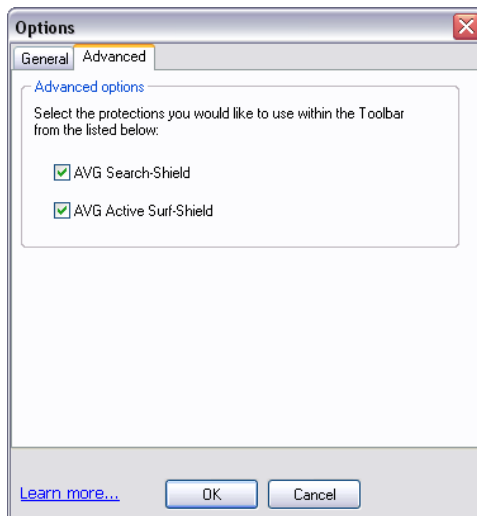 Options
General
Advanced
Advanced options
Select the protections you would like to use within the Toolbar
from the listed below:
AVG Search-Shield
AVG Active Surf-Shield
Learn more...
OK
Cancel